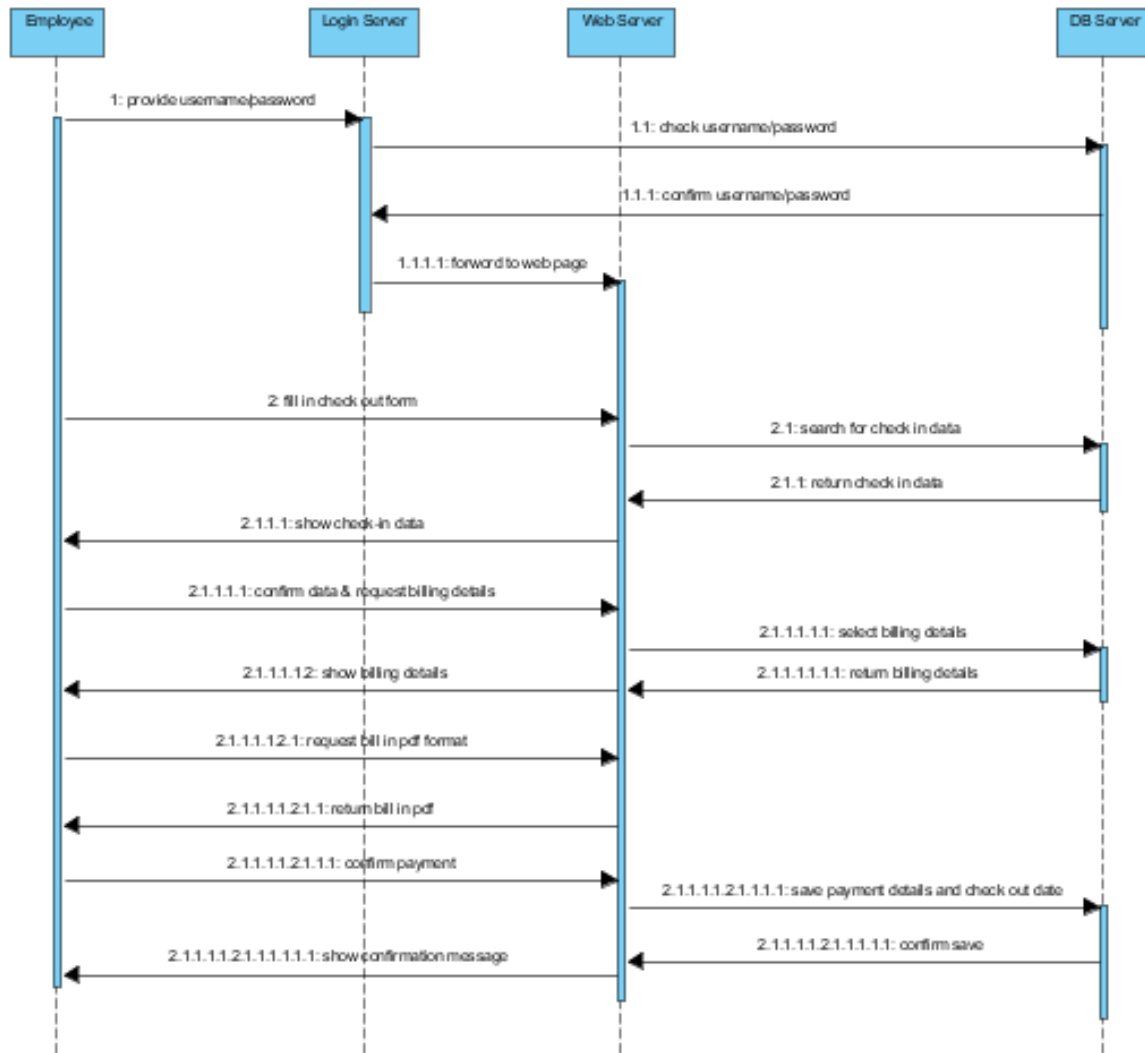 Employee
Login Server
Web Server
DB Server
1: provide username/password
1.1: check username/password
1.1.1: confirm username/password
1.1.1.1: forword to web page
2: fill in check out form
2.1: search for check in data
2.1.1: return check in data
2.1.1.1: show check-in data
2.1.1.1.1: confirm data & request billing details
2.1.1.1.1.1: select billing details
2.1.1.1.1.2: show billing details
2.1.1.1.1.1.1: return billing details
2.1.1.1.1.2.1: request bill in pdf format
2.1.1.1.1.2.1.1: return bill in pdf
2.1.1.1.1.2.1.1.1: confirm payment
2.1.1.1.1.2.1.1.1.1: save payment details and check out date
2.1.1.1.1.2.1.1.1.1.1: confirm save
2.1.1.1.1.2.1.1.1.1.1.1: show confirmation message